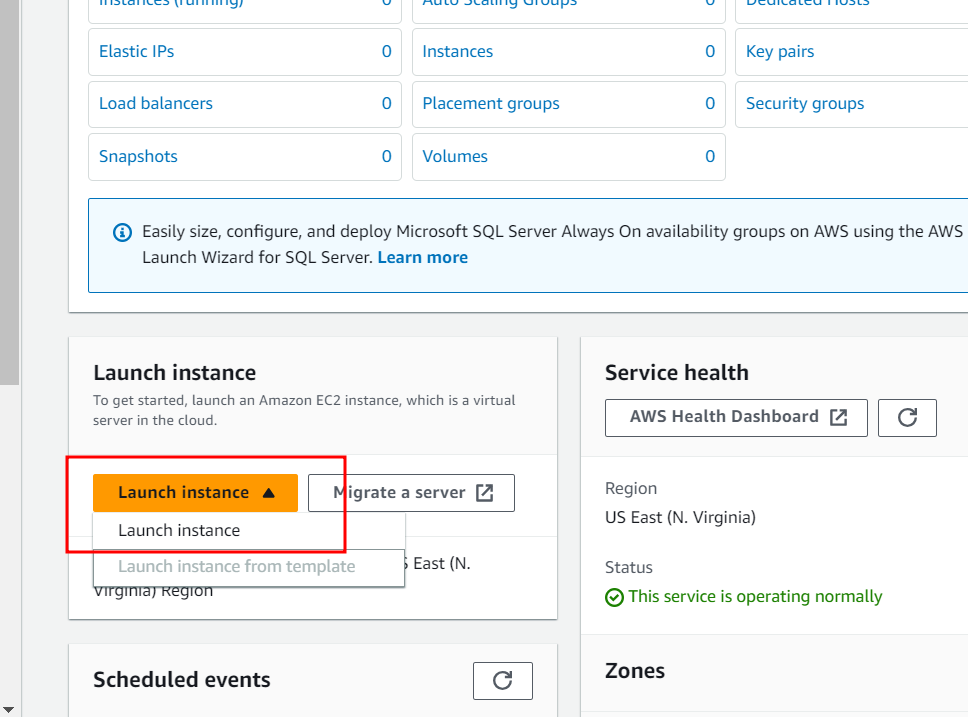 Instances (running) 0
Auto Scaling Groups 0
Dedicated Hosts
Elastic IPs 0
Instances 0
Key pairs
Load balancers 0
Placement groups 0
Security groups
Snapshots 0
Volumes 0
Easily size, configure, and deploy Microsoft SQL Server Always On availability groups on AWS using the AWS
Launch Wizard for SQL Server. Learn more
Launch instance
To get started, launch an Amazon EC2 instance, which is a virtual
server in the cloud.
Launch instance
Migrate a server
Launch instance
Launch instance from template
S East (N.
Virginia) Region
Service health
AWS Health Dashboard
Region
US East (N. Virginia)
Status
This service is operating normally
Scheduled events
Zones